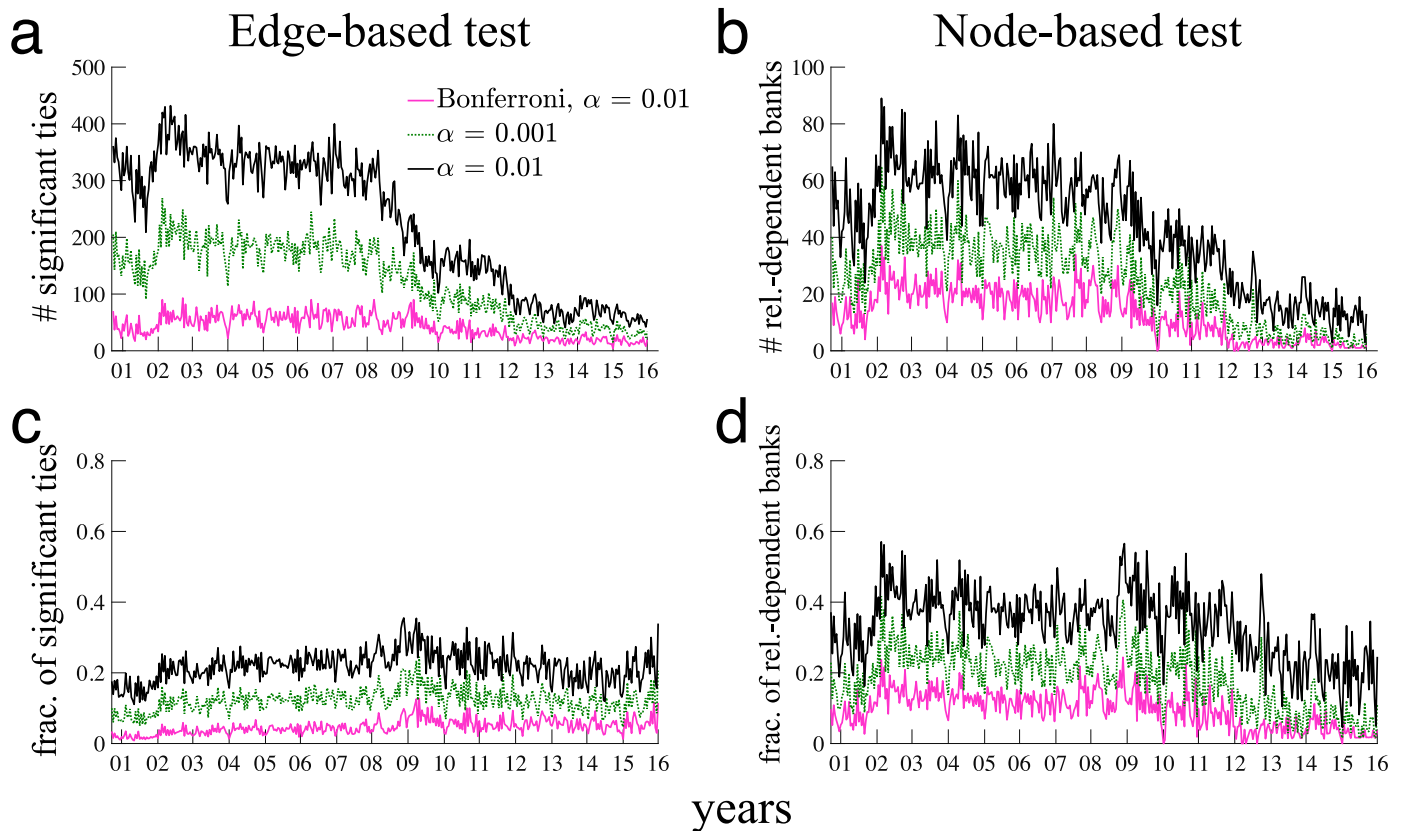 a
Edge-based test
b
Node-based test
500
400
300
200
100
0
# significant ties
Bonferroni, α = 0.01
α = 0.001
α = 0.01
01 02 03 04 05 06 07 08 09 10 11 12 13 14 15 16
100
80
60
40
20
0
# rel.-dependent banks
01 02 03 04 05 06 07 08 09 10 11 12 13 14 15 16
c
d
0.8
0.6
0.4
0.2
0
frac. of significant ties
01 02 03 04 05 06 07 08 09 10 11 12 13 14 15 16
0.8
0.6
0.4
0.2
0
frac. of rel.-dependent banks
01 02 03 04 05 06 07 08 09 10 11 12 13 14 15 16
years